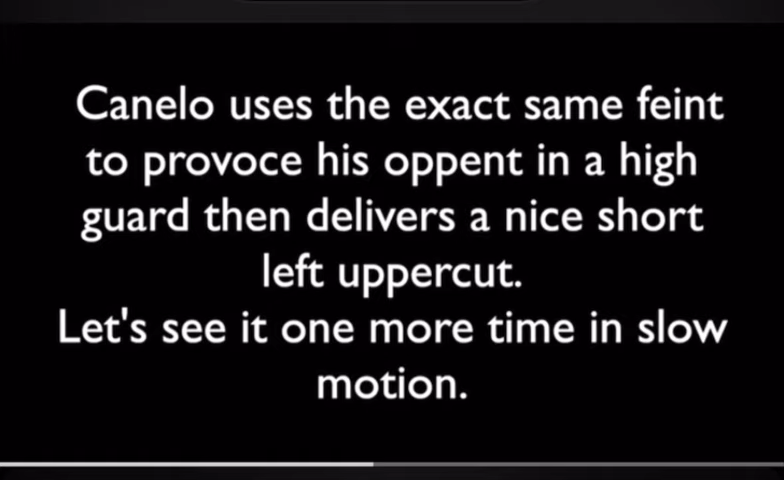 Canelo uses the exact same feint
to provoce his oppent in a high
guard then delivers a nice short
left uppercut.
Let's see it one more time in slow
motion.